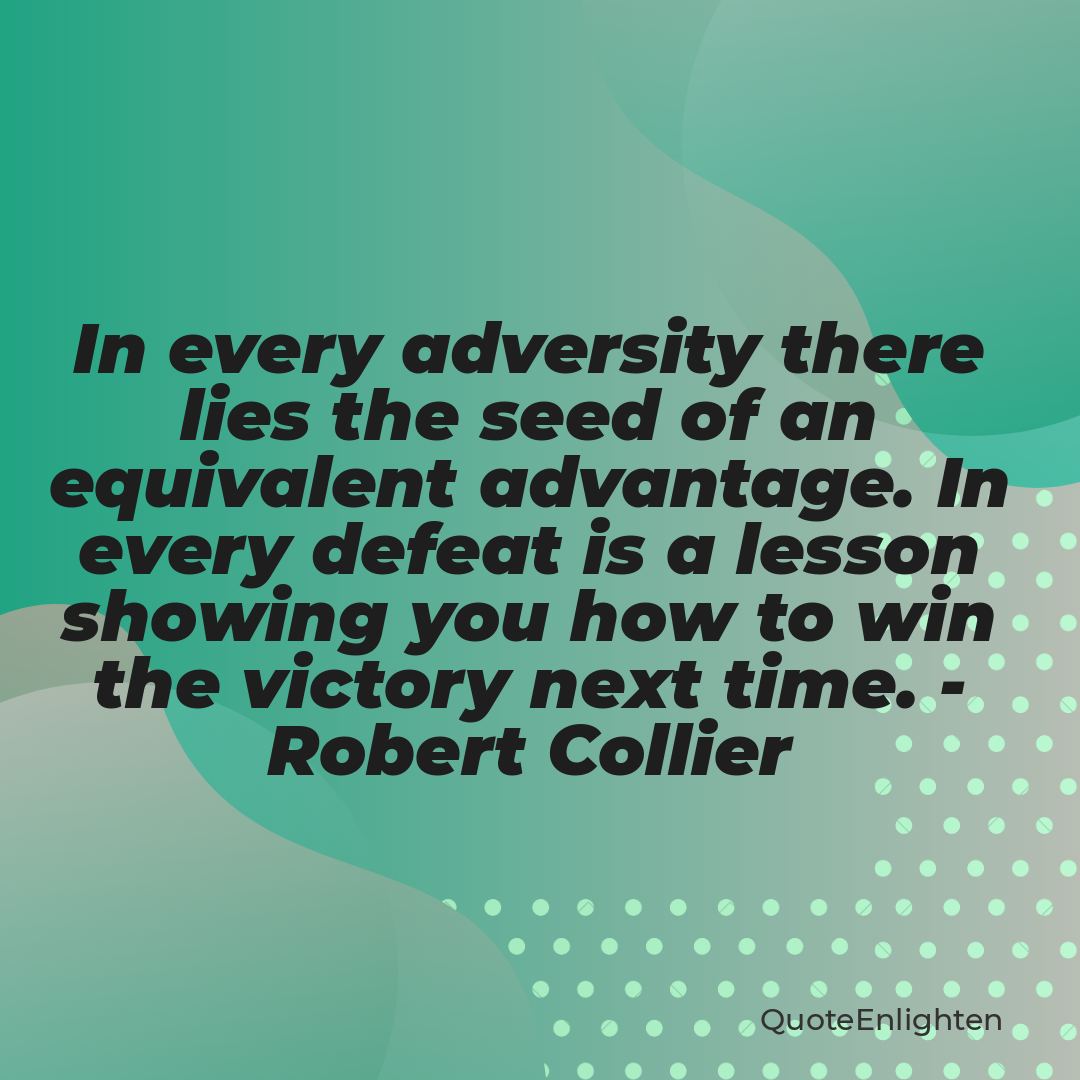 In every adversity there
lies the seed of an
equivalent advantage. In
every defeat is a lesson
showing you how to win
the victory next time. -
Robert Collier
QuoteEnlighten